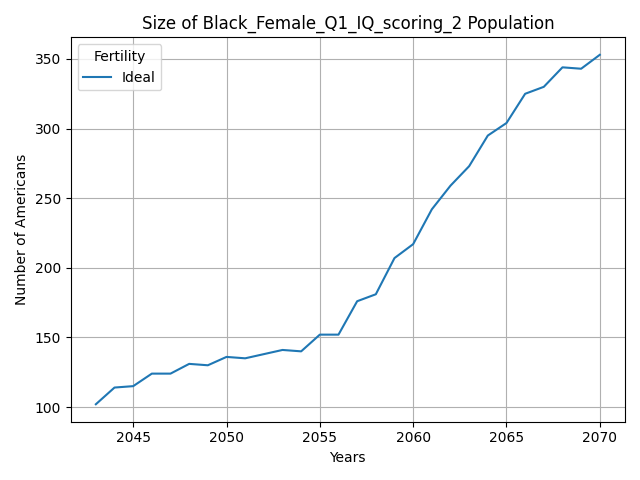 Size of Black_Female_Q1_IQ_scoring_2 Population
Fertility
Ideal
Number of Americans
350
300
250
200
150
100
2045 2050 2055 2060 2065 2070
Years